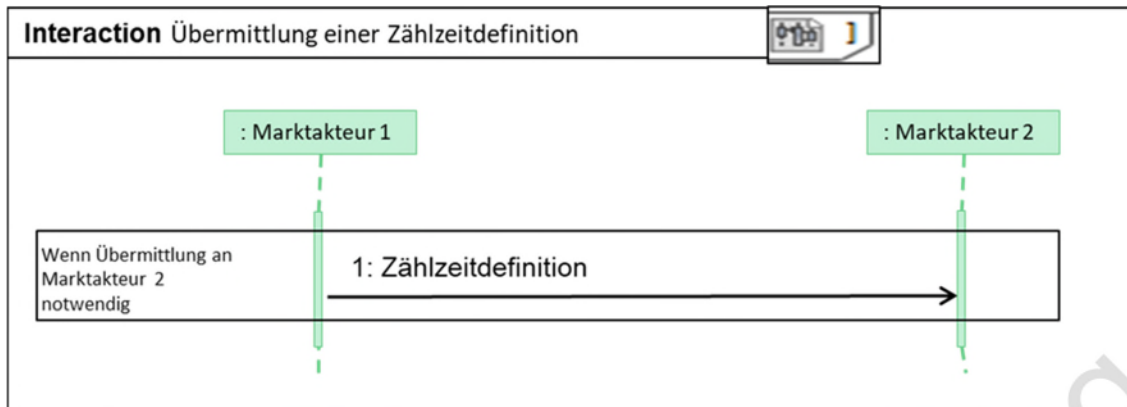 Interaction Übermittlung einer Zählzeitdefinition
: Marktakteur 1
: Marktakteur 2
Wenn Übermittlung an
Marktakteur 2
notwendig
1: Zählzeitdefinition